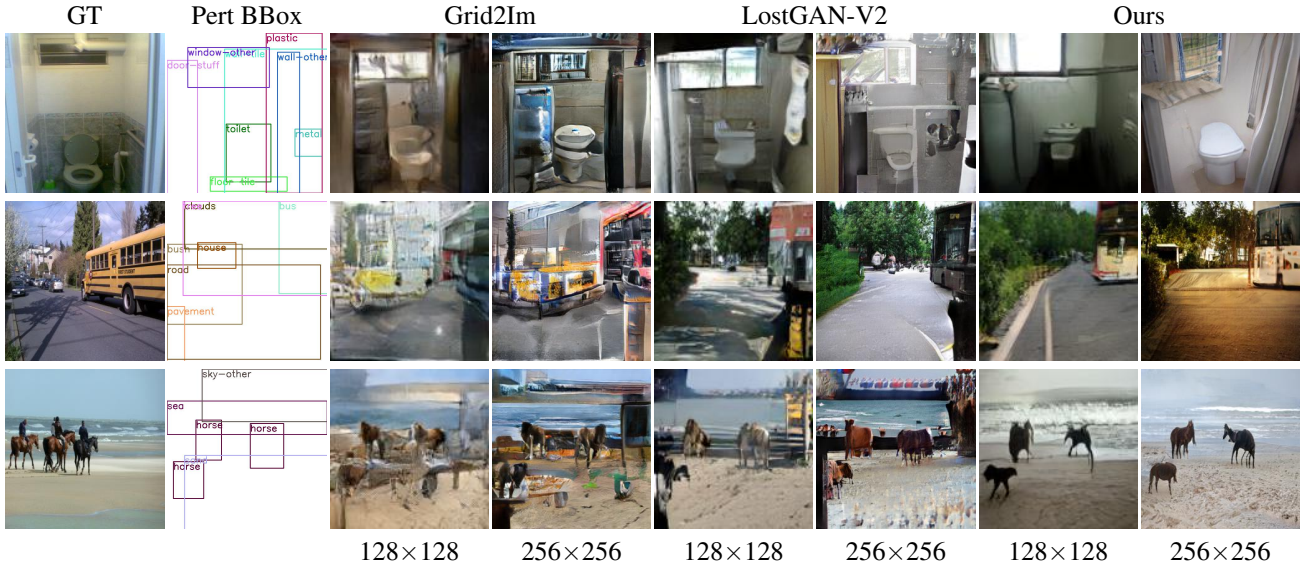 GT Pert BBox Grid2Im LostGAN-V2 Ours
plastic
window-other
wall-other
door-stuff
toilet
metal
floor-tile
clouds bus
bush house
road
pavement
sky-other
sea
horse horse
horse
128×128 256×256 128×128 256×256 128×128 256×256